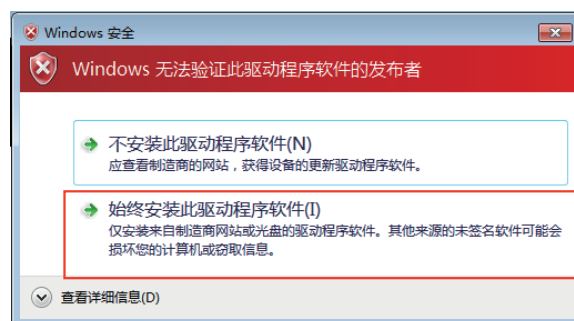 Windows 安全
Windows 无法验证此驱动程序软件的发布者
不安装此驱动程序软件(N)
应查看制造商的网站，获得设备的更新驱动程序软件。
始终安装此驱动程序软件(I)
仅安装来自制造商网站或光盘的驱动程序软件。其他来源的未签名软件可能会
损坏您的计算机或窃取信息。
查看详细信息(D)